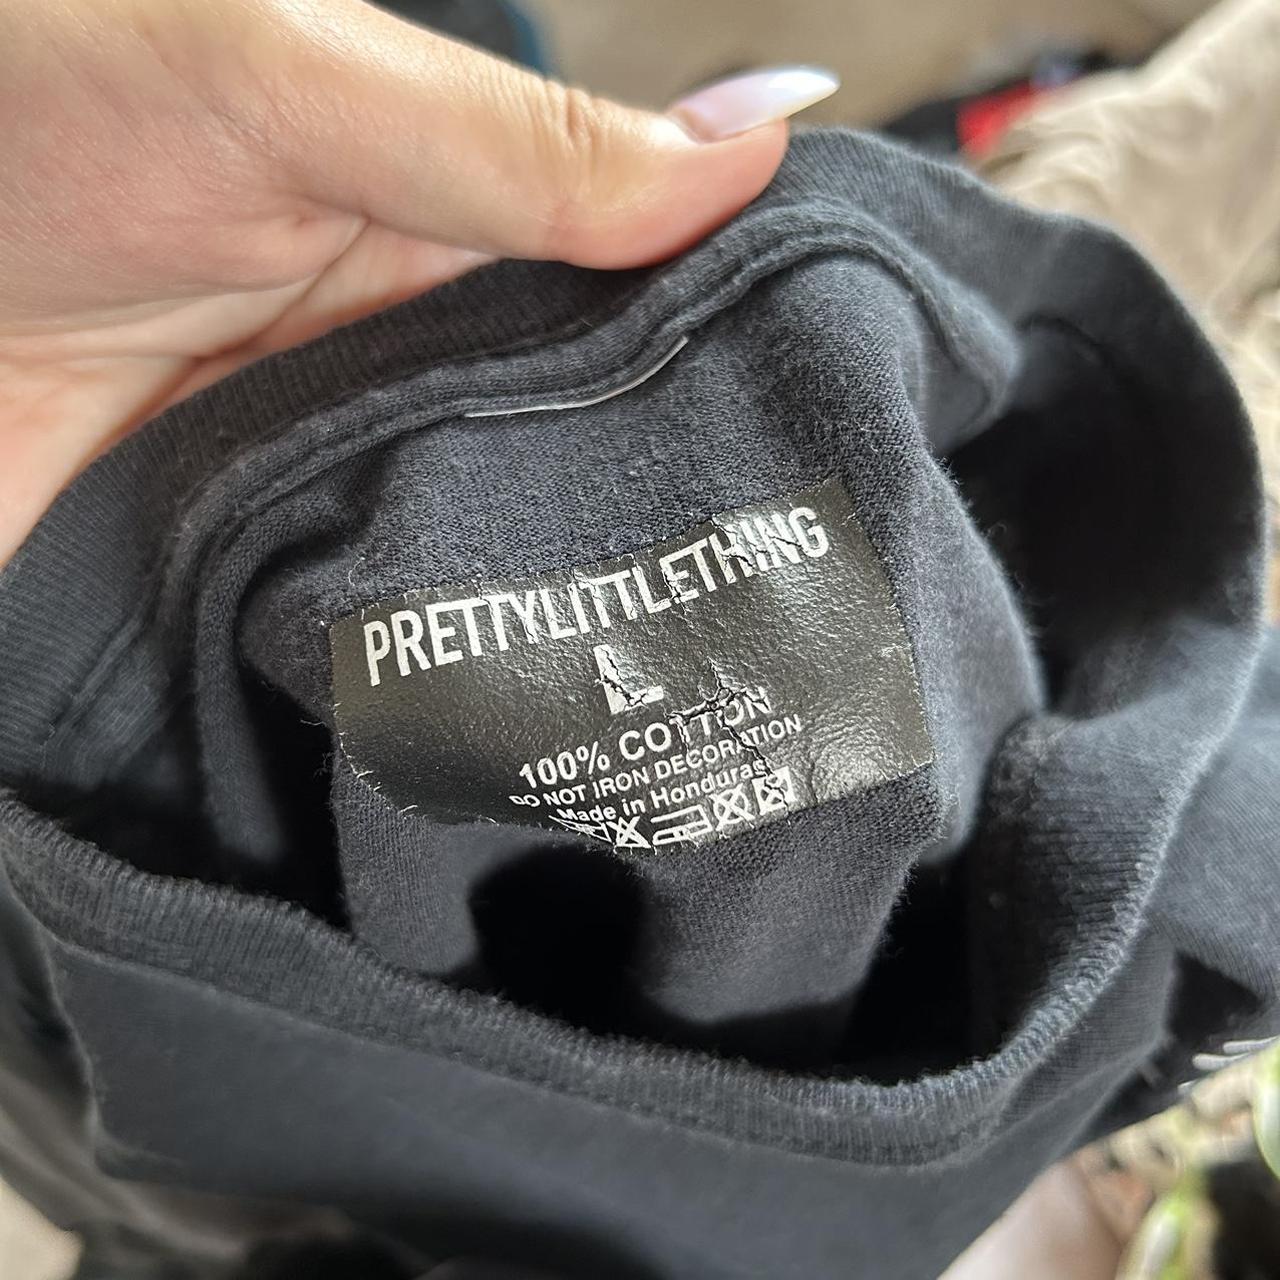 PRETTYLITTLETHING
L
100% COTTON
DO NOT IRON DECORATION
Made in Honduras